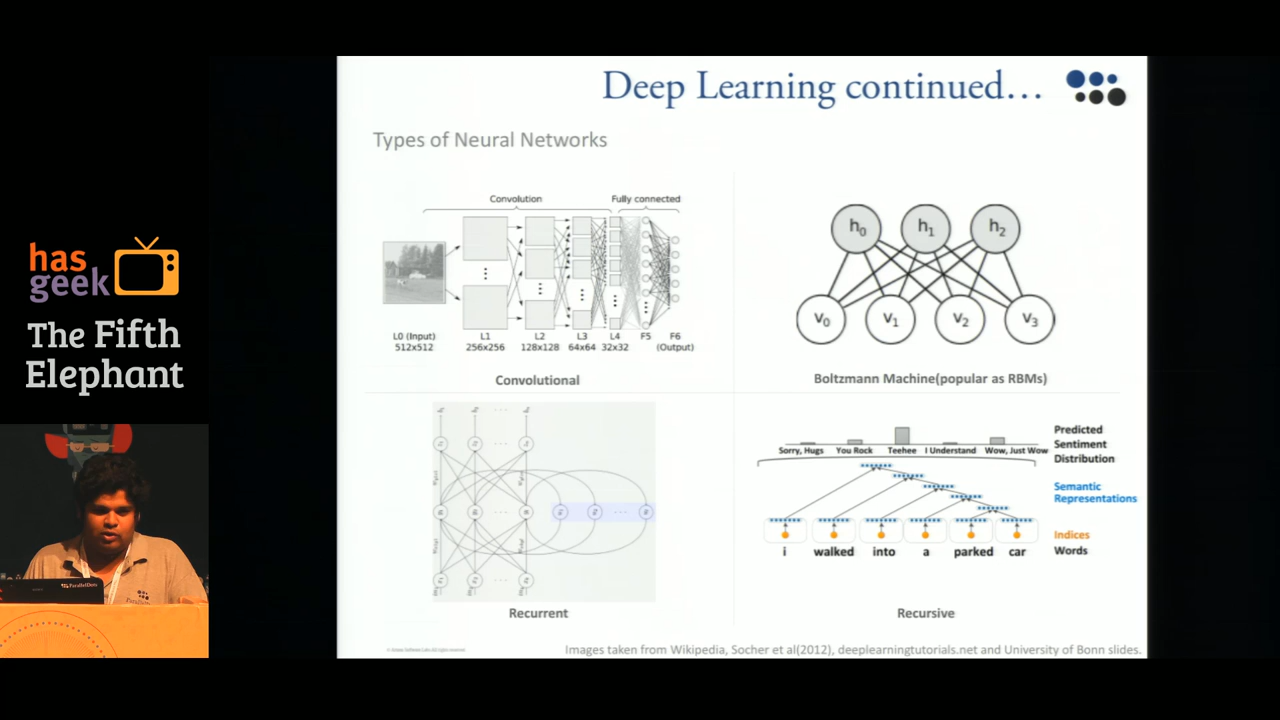 has
geek
The Fifth
Elephant
ParallelDots
Deep Learning continued...
Types of Neural Networks
Convolution
Fully connected
L0 (Input)
512x512
L1
256x256
L2
128x128
L3
64x64
L4
32x32
F5
F6
(Output)
Convolutional
h0
h1
h2
v0
v1
v2
v3
Boltzmann Machine(popular as RBMs)
Recurrent
Predicted
Sentiment
Distribution
Sorry, Hugs
You Rock
Teehee
I Understand
Wow, Just Wow
Semantic
Representations
Indices
Words
i
walked
into
a
parked
car
Recursive
Images taken from Wikipedia, Socher et al(2012), deeplearningtutorials.net and University of Bonn slides.